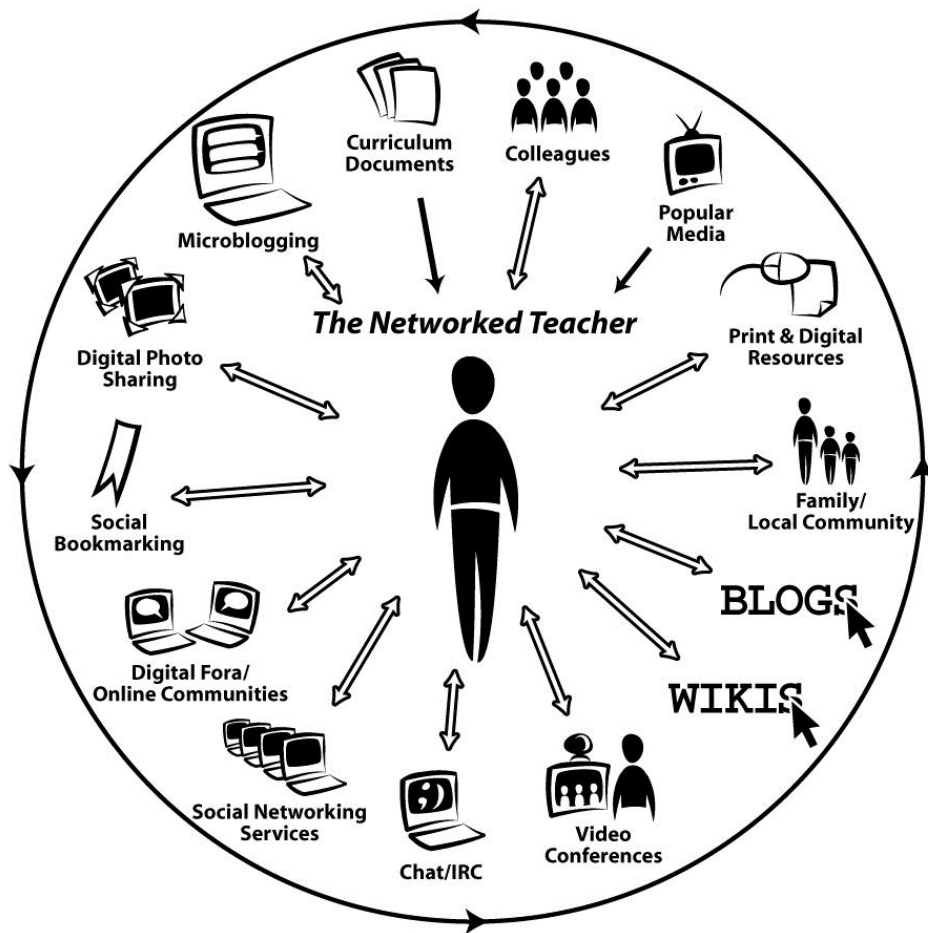 Curriculum
Documents
Colleagues
Popular
Media
Microblogging
The Networked Teacher
Print & Digital
Resources
Digital Photo
Sharing
Family/
Local Community
Social
Bookmarking
BLOGS
Digital Fora/
Online Communities
WIKIS
Social Networking
Services
Chat/IRC
Video
Conferences